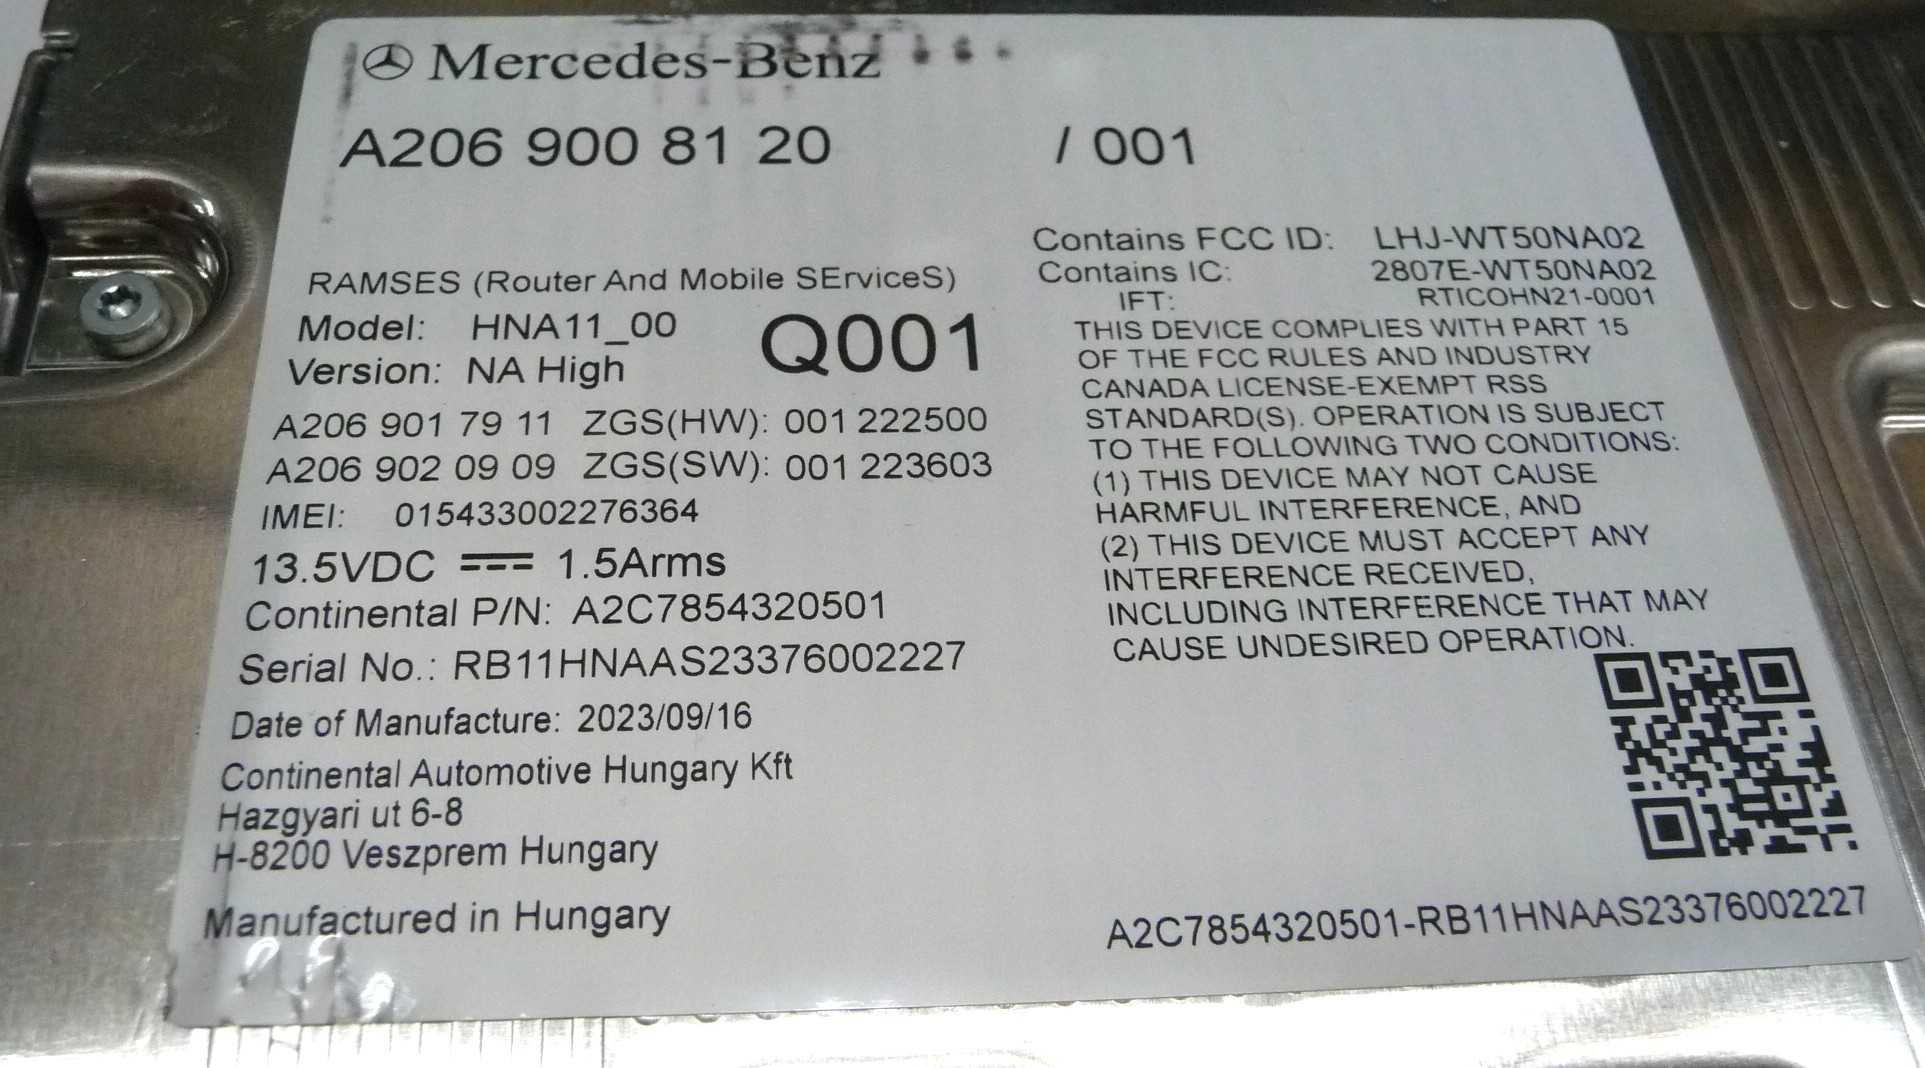 Mercedes-Benz
A206 900 81 20 / 001
RAMSES (Router And Mobile SErviceS)
Model: HNA11_00
Q001
Version: NA High
A206 901 79 11 ZGS(HW): 001 222500
A206 902 09 09 ZGS(SW): 001 223603
IMEI: 015433002276364
13.5VDC 1.5Arms
Continental P/N: A2C7854320501
Serial No.: RB11HNAAS23376002227
Date of Manufacture: 2023/09/16
Continental Automotive Hungary Kft
Hazgyari ut 6-8
H-8200 Veszprem Hungary
Manufactured in Hungary
Contains FCC ID: LHJ-WT50NA02
Contains IC: 2807E-WT50NA02
IFT: RTICOHN21-0001
THIS DEVICE COMPLIES WITH PART 15
OF THE FCC RULES AND INDUSTRY
CANADA LICENSE-EXEMPT RSS
STANDARD(S). OPERATION IS SUBJECT
TO THE FOLLOWING TWO CONDITIONS:
(1) THIS DEVICE MAY NOT CAUSE
HARMFUL INTERFERENCE, AND
(2) THIS DEVICE MUST ACCEPT ANY
INTERFERENCE RECEIVED,
INCLUDING INTERFERENCE THAT MAY
CAUSE UNDESIRED OPERATION.
A2C7854320501-RB11HNAAS23376002227